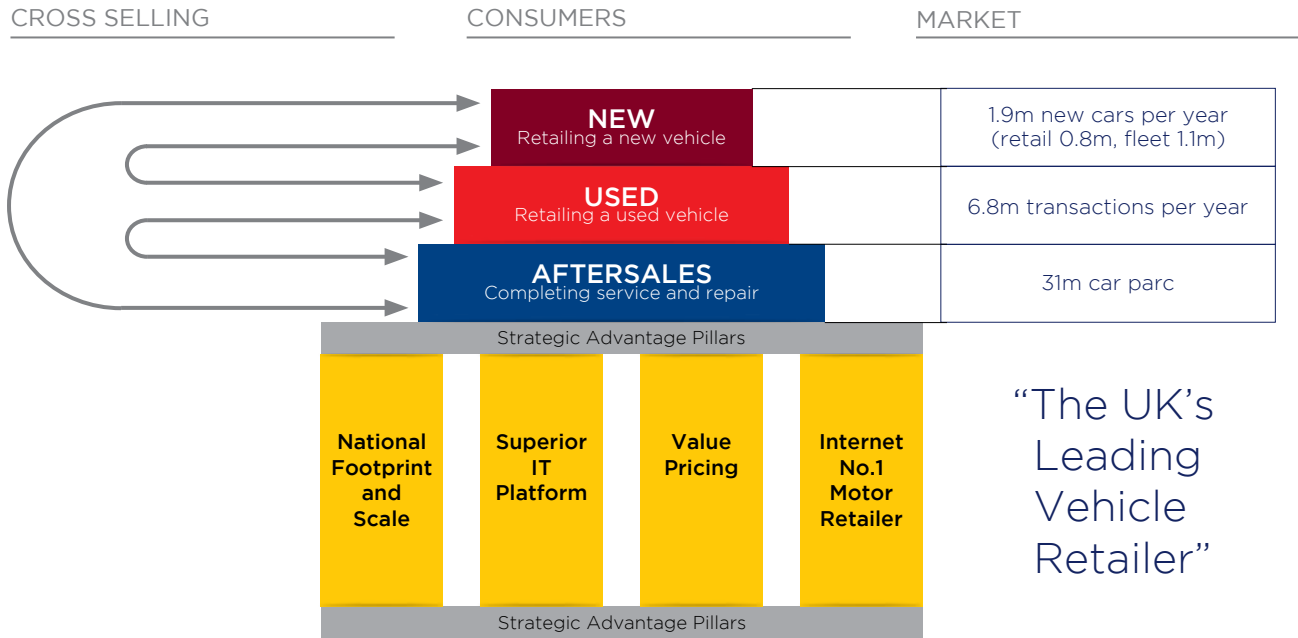 CROSS SELLING
CONSUMERS
MARKET
NEW
Retailing a new vehicle
1.9m new cars per year
(retail 0.8m, fleet 1.1m)
USED
Retailing a used vehicle
6.8m transactions per year
AFTERSALES
Completing service and repair
31m car parc
Strategic Advantage Pillars
National
Footprint
and
Scale
Superior
IT
Platform
Value
Pricing
Internet
No.1
Motor
Retailer
“The UK’s
Leading
Vehicle
Retailer”
Strategic Advantage Pillars